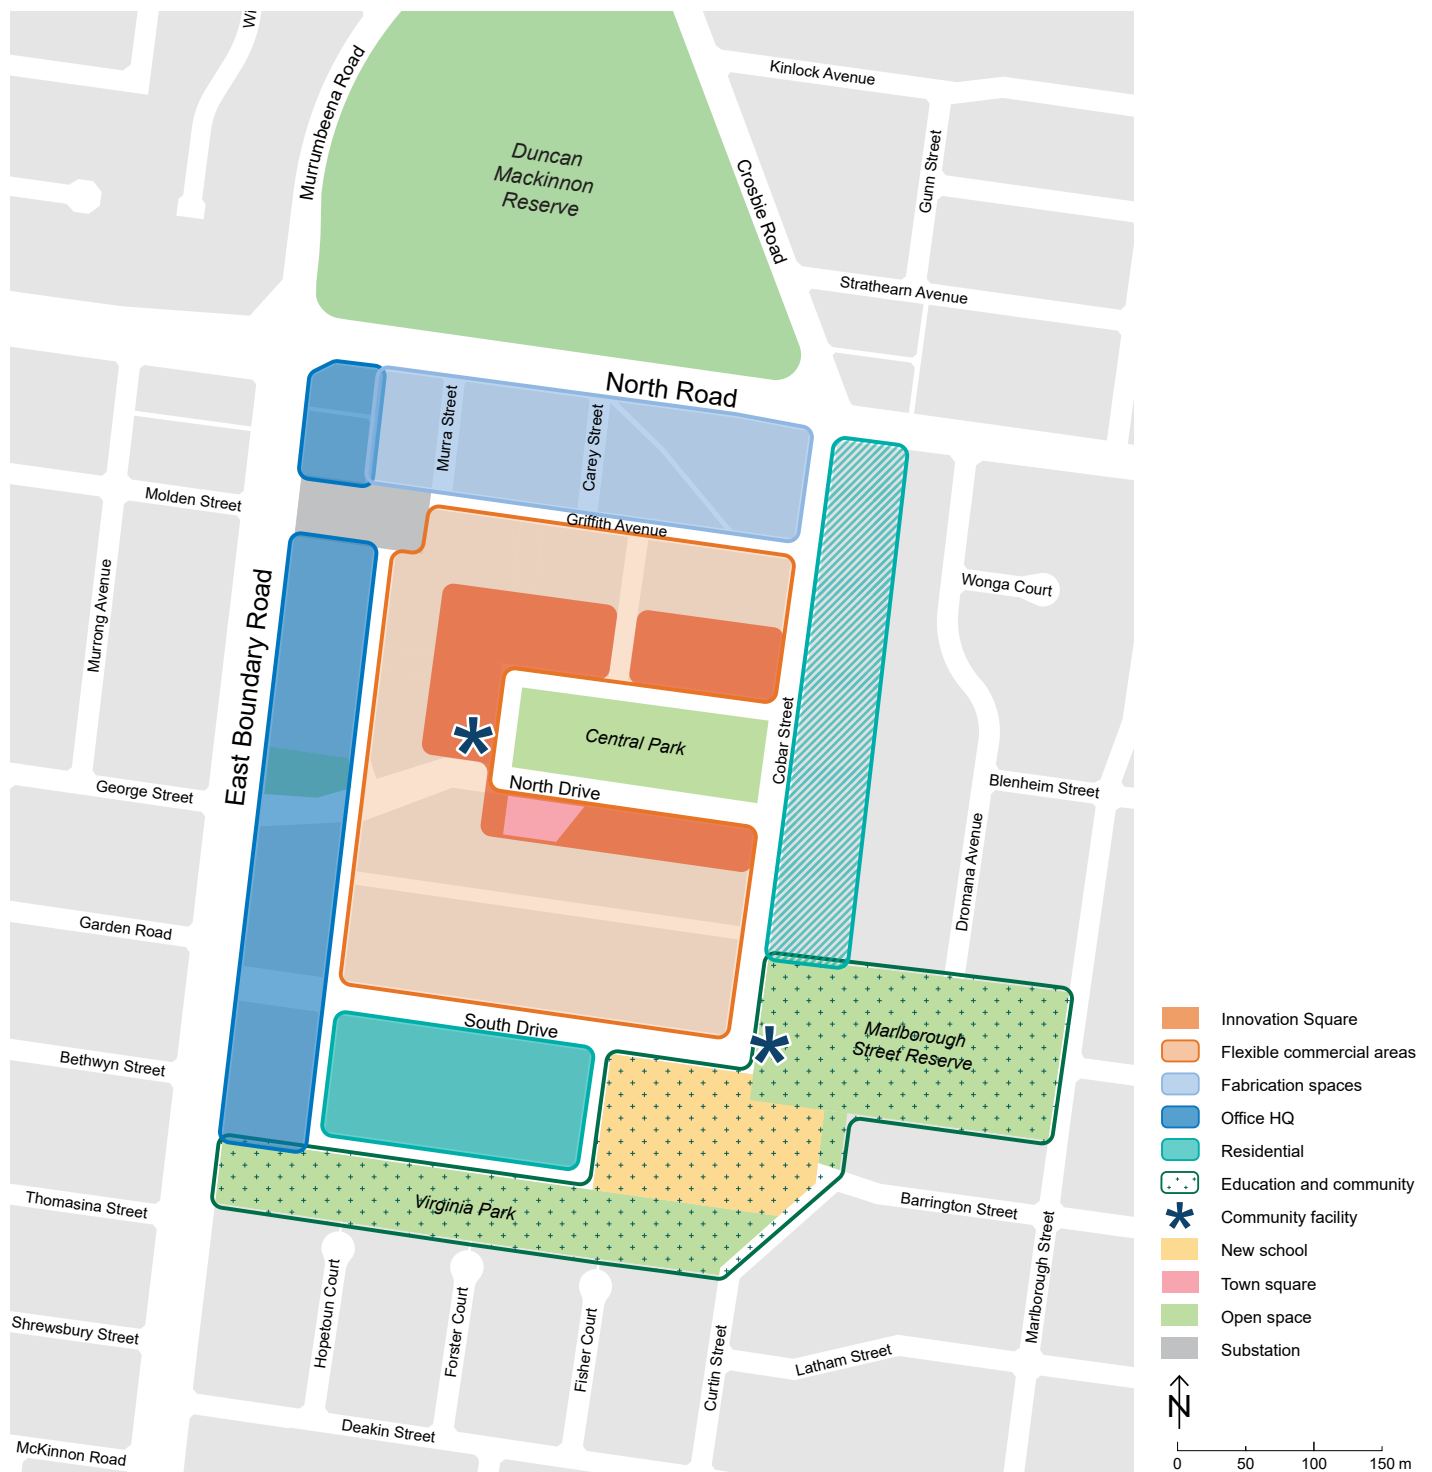 Murrumbeena Road
Kinlock Avenue
Duncan
Mackinnon
Reserve
Crosbie Road
Gunn Street
Strathearn Avenue
North Road
Murra Street
Carey Street
Molden Street
Griffith Avenue
Murrong Avenue
East Boundary Road
Wonga Court
Central Park
Cobar Street
North Drive
George Street
Blenheim Street
Dromana Avenue
Garden Road
South Drive
Marlborough
Street Reserve
Bethwyn Street
Virginia Park
Thomasina Street
Barrington Street
Marlborough Street
Hopetoun Court
Forster Court
Fisher Court
Curtin Street
Shrewsbury Street
Latham Street
Deakin Street
McKinnon Road
Innovation Square
Flexible commercial areas
Fabrication spaces
Office HQ
Residential
Education and community
Community facility
New school
Town square
Open space
Substation
N
0 50 100 150 m